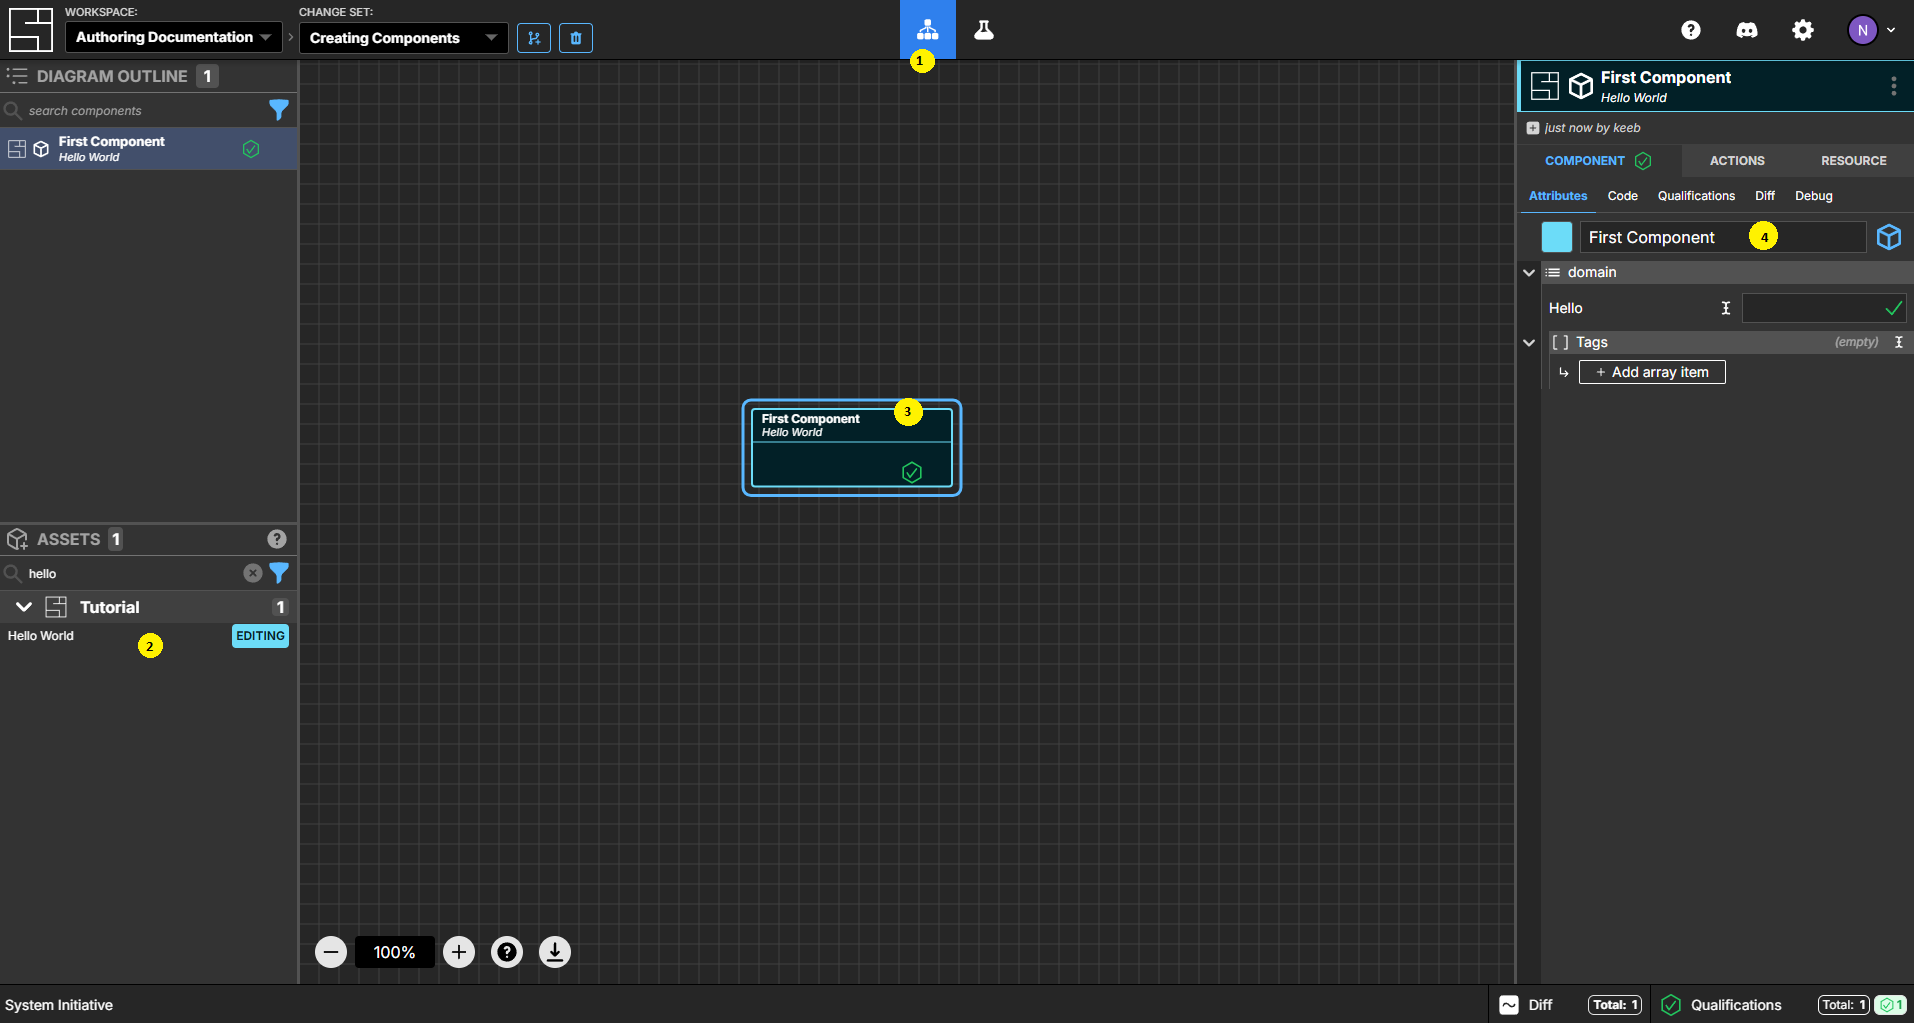 WORKSPACE:
Authoring Documentation
CHANGE SET:
Creating Components
1
N
DIAGRAM OUTLINE 1
search components
First Component
Hello World
ASSETS 1
hello
Tutorial 1
Hello World
2
EDITING
First Component
3
Hello World
100%
First Component
Hello World
just now by keeb
COMPONENT ACTIONS RESOURCE
Attributes Code Qualifications Diff Debug
First Component
4
domain
Hello
[ ] Tags (empty)
+ Add array item
System Initiative
Diff Total: 1 Qualifications Total: 1 1